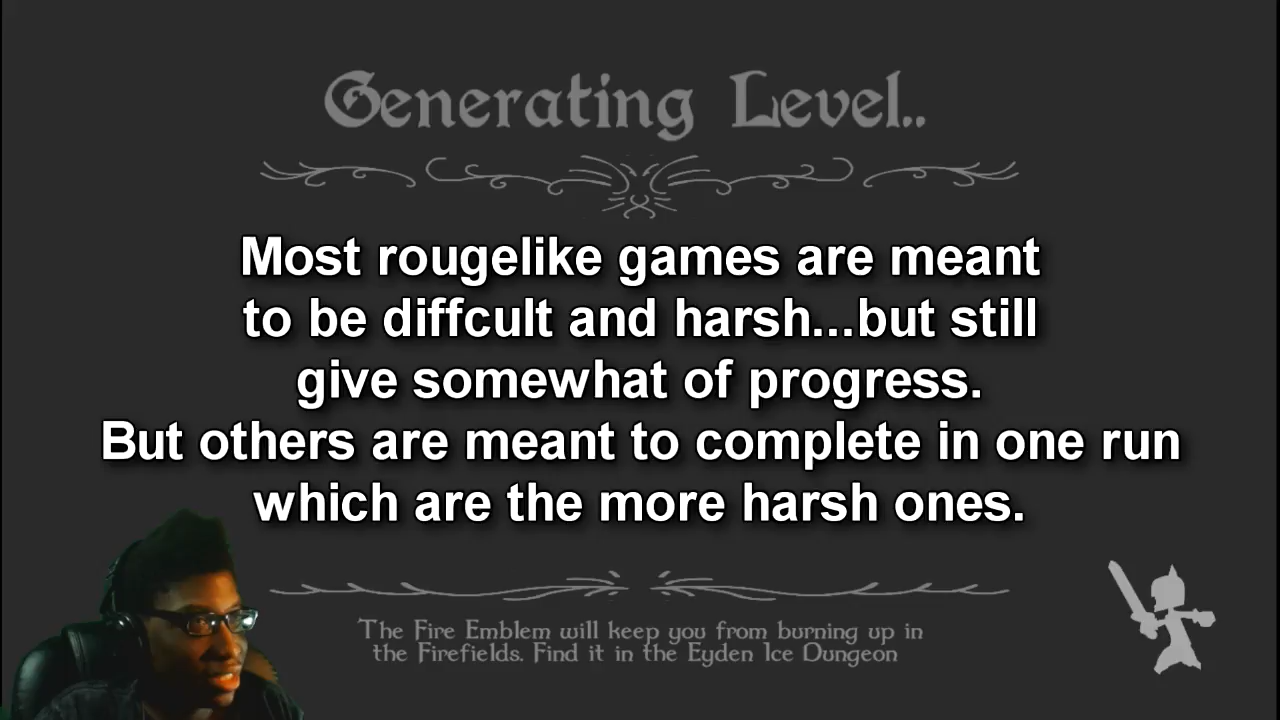 Generating Level..
Most rougelike games are meant
to be diffcult and harsh...but still
give somewhat of progress.
But others are meant to complete in one run
which are the more harsh ones.
The Fire Emblem will keep you from burning up in
the Firefields. Find it in the Eyden Ice Dungeon